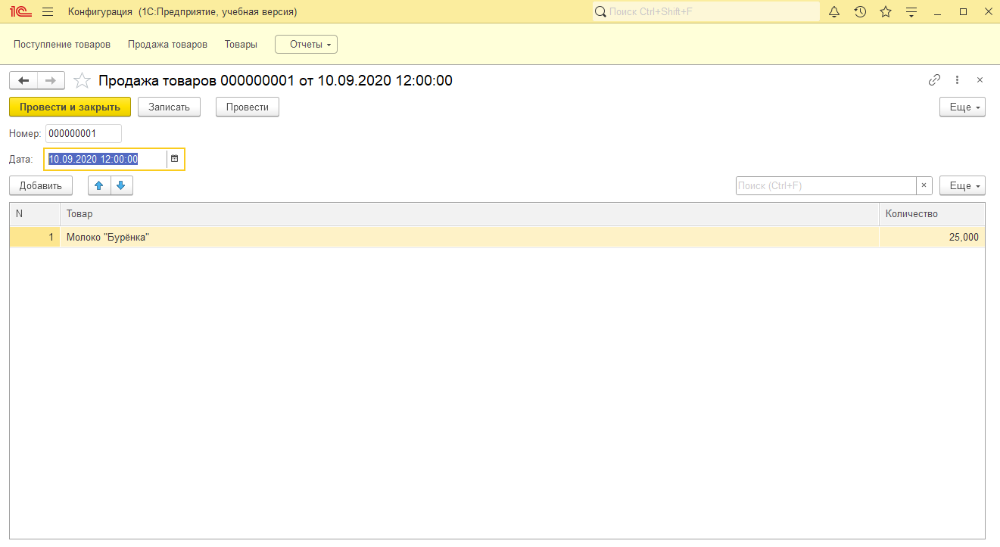 1С Конфигурация (1С:Предприятие, учебная версия) Поиск Ctrl+Shift+F
Поступление товаров Продажа товаров Товары Отчеты
Продажа товаров 000000001 от 10.09.2020 12:00:00
Провести и закрыть Записать Провести Еще
Номер: 000000001
Дата: 10.09.2020 12:00:00
Добавить Поиск (Ctrl+F) × Еще
N Товар Количество
1 Молоко "Бурёнка" 25,000